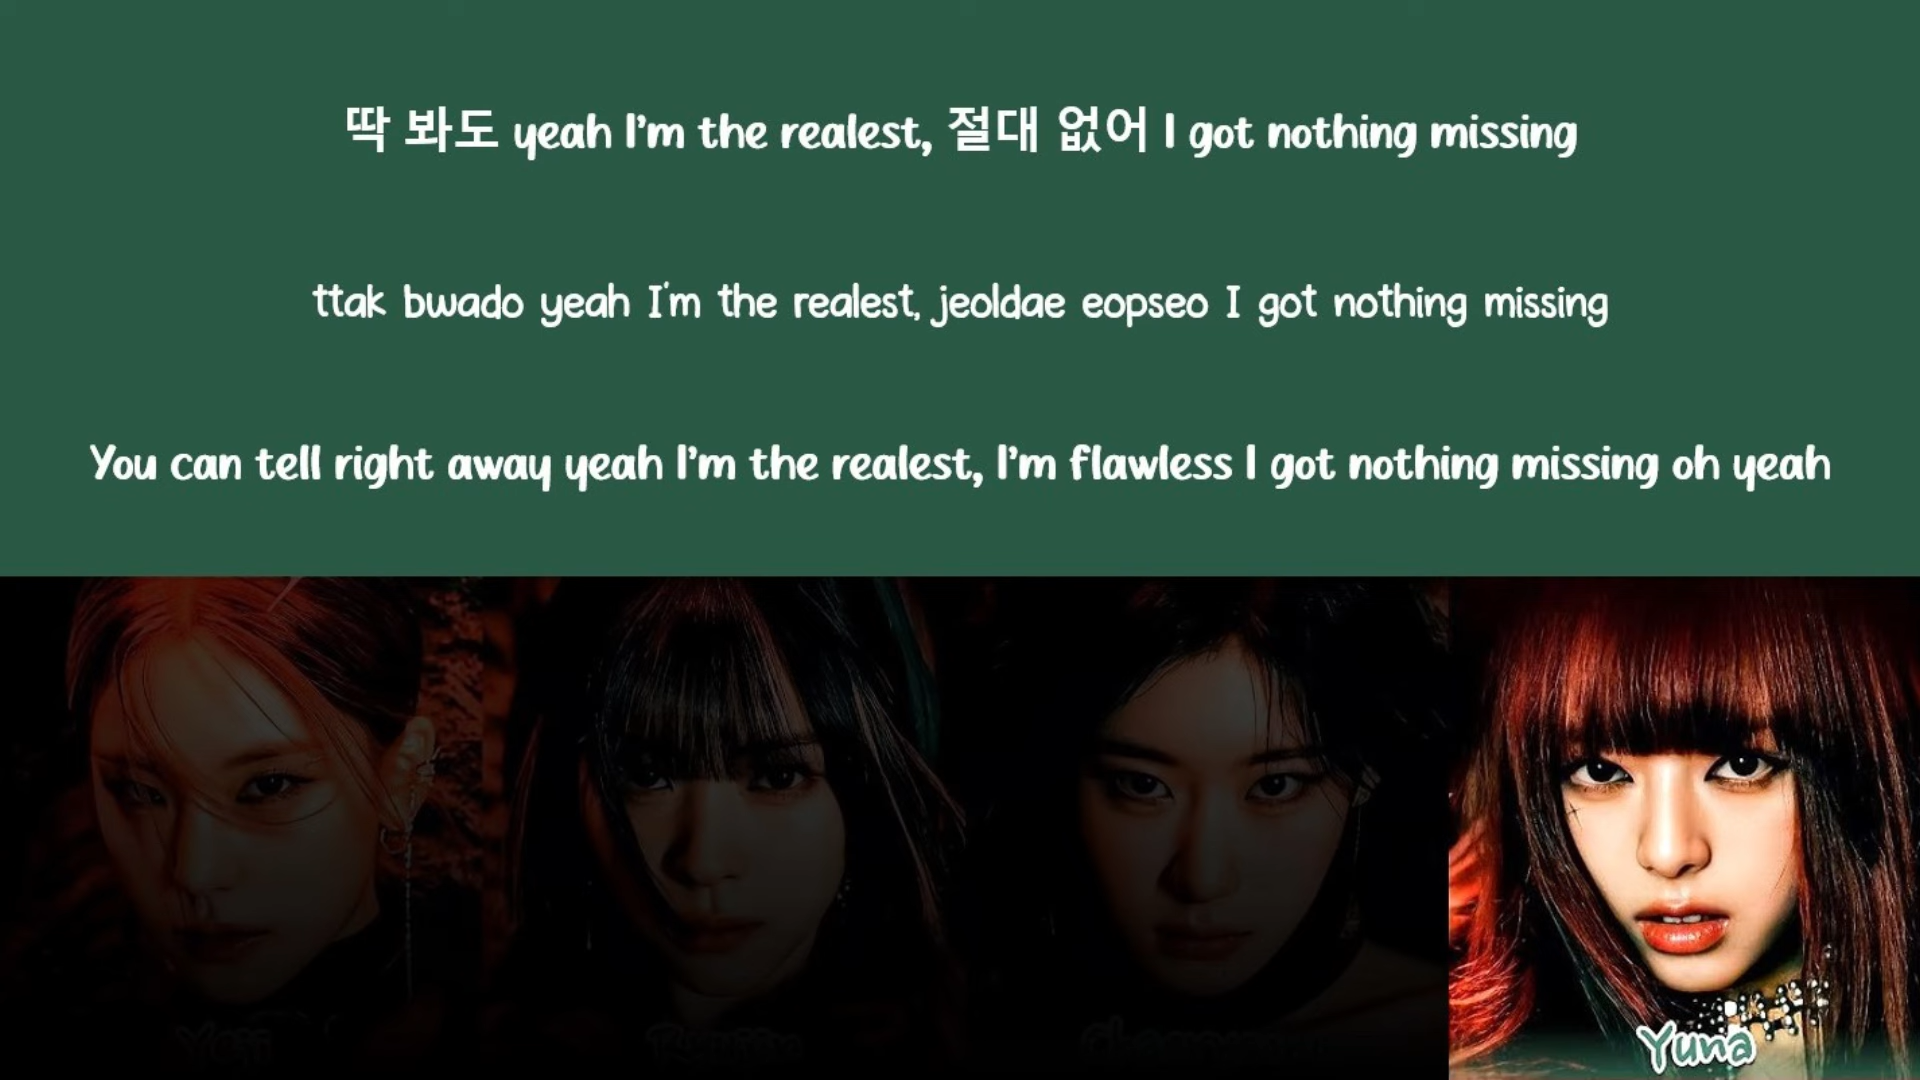 딱 봐도 yeah I'm the realest, 절대 없어 I got nothing missing
ttak bwado yeah I'm the realest, jeoldae eopseo I got nothing missing
You can tell right away yeah I'm the realest, I'm flawless I got nothing missing oh yeah
Yuna